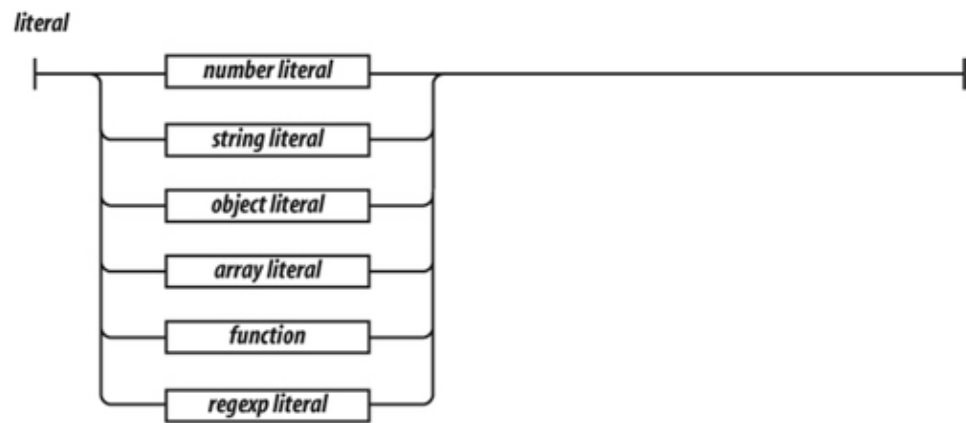 literal
number literal
string literal
object literal
array literal
function
regexp literal